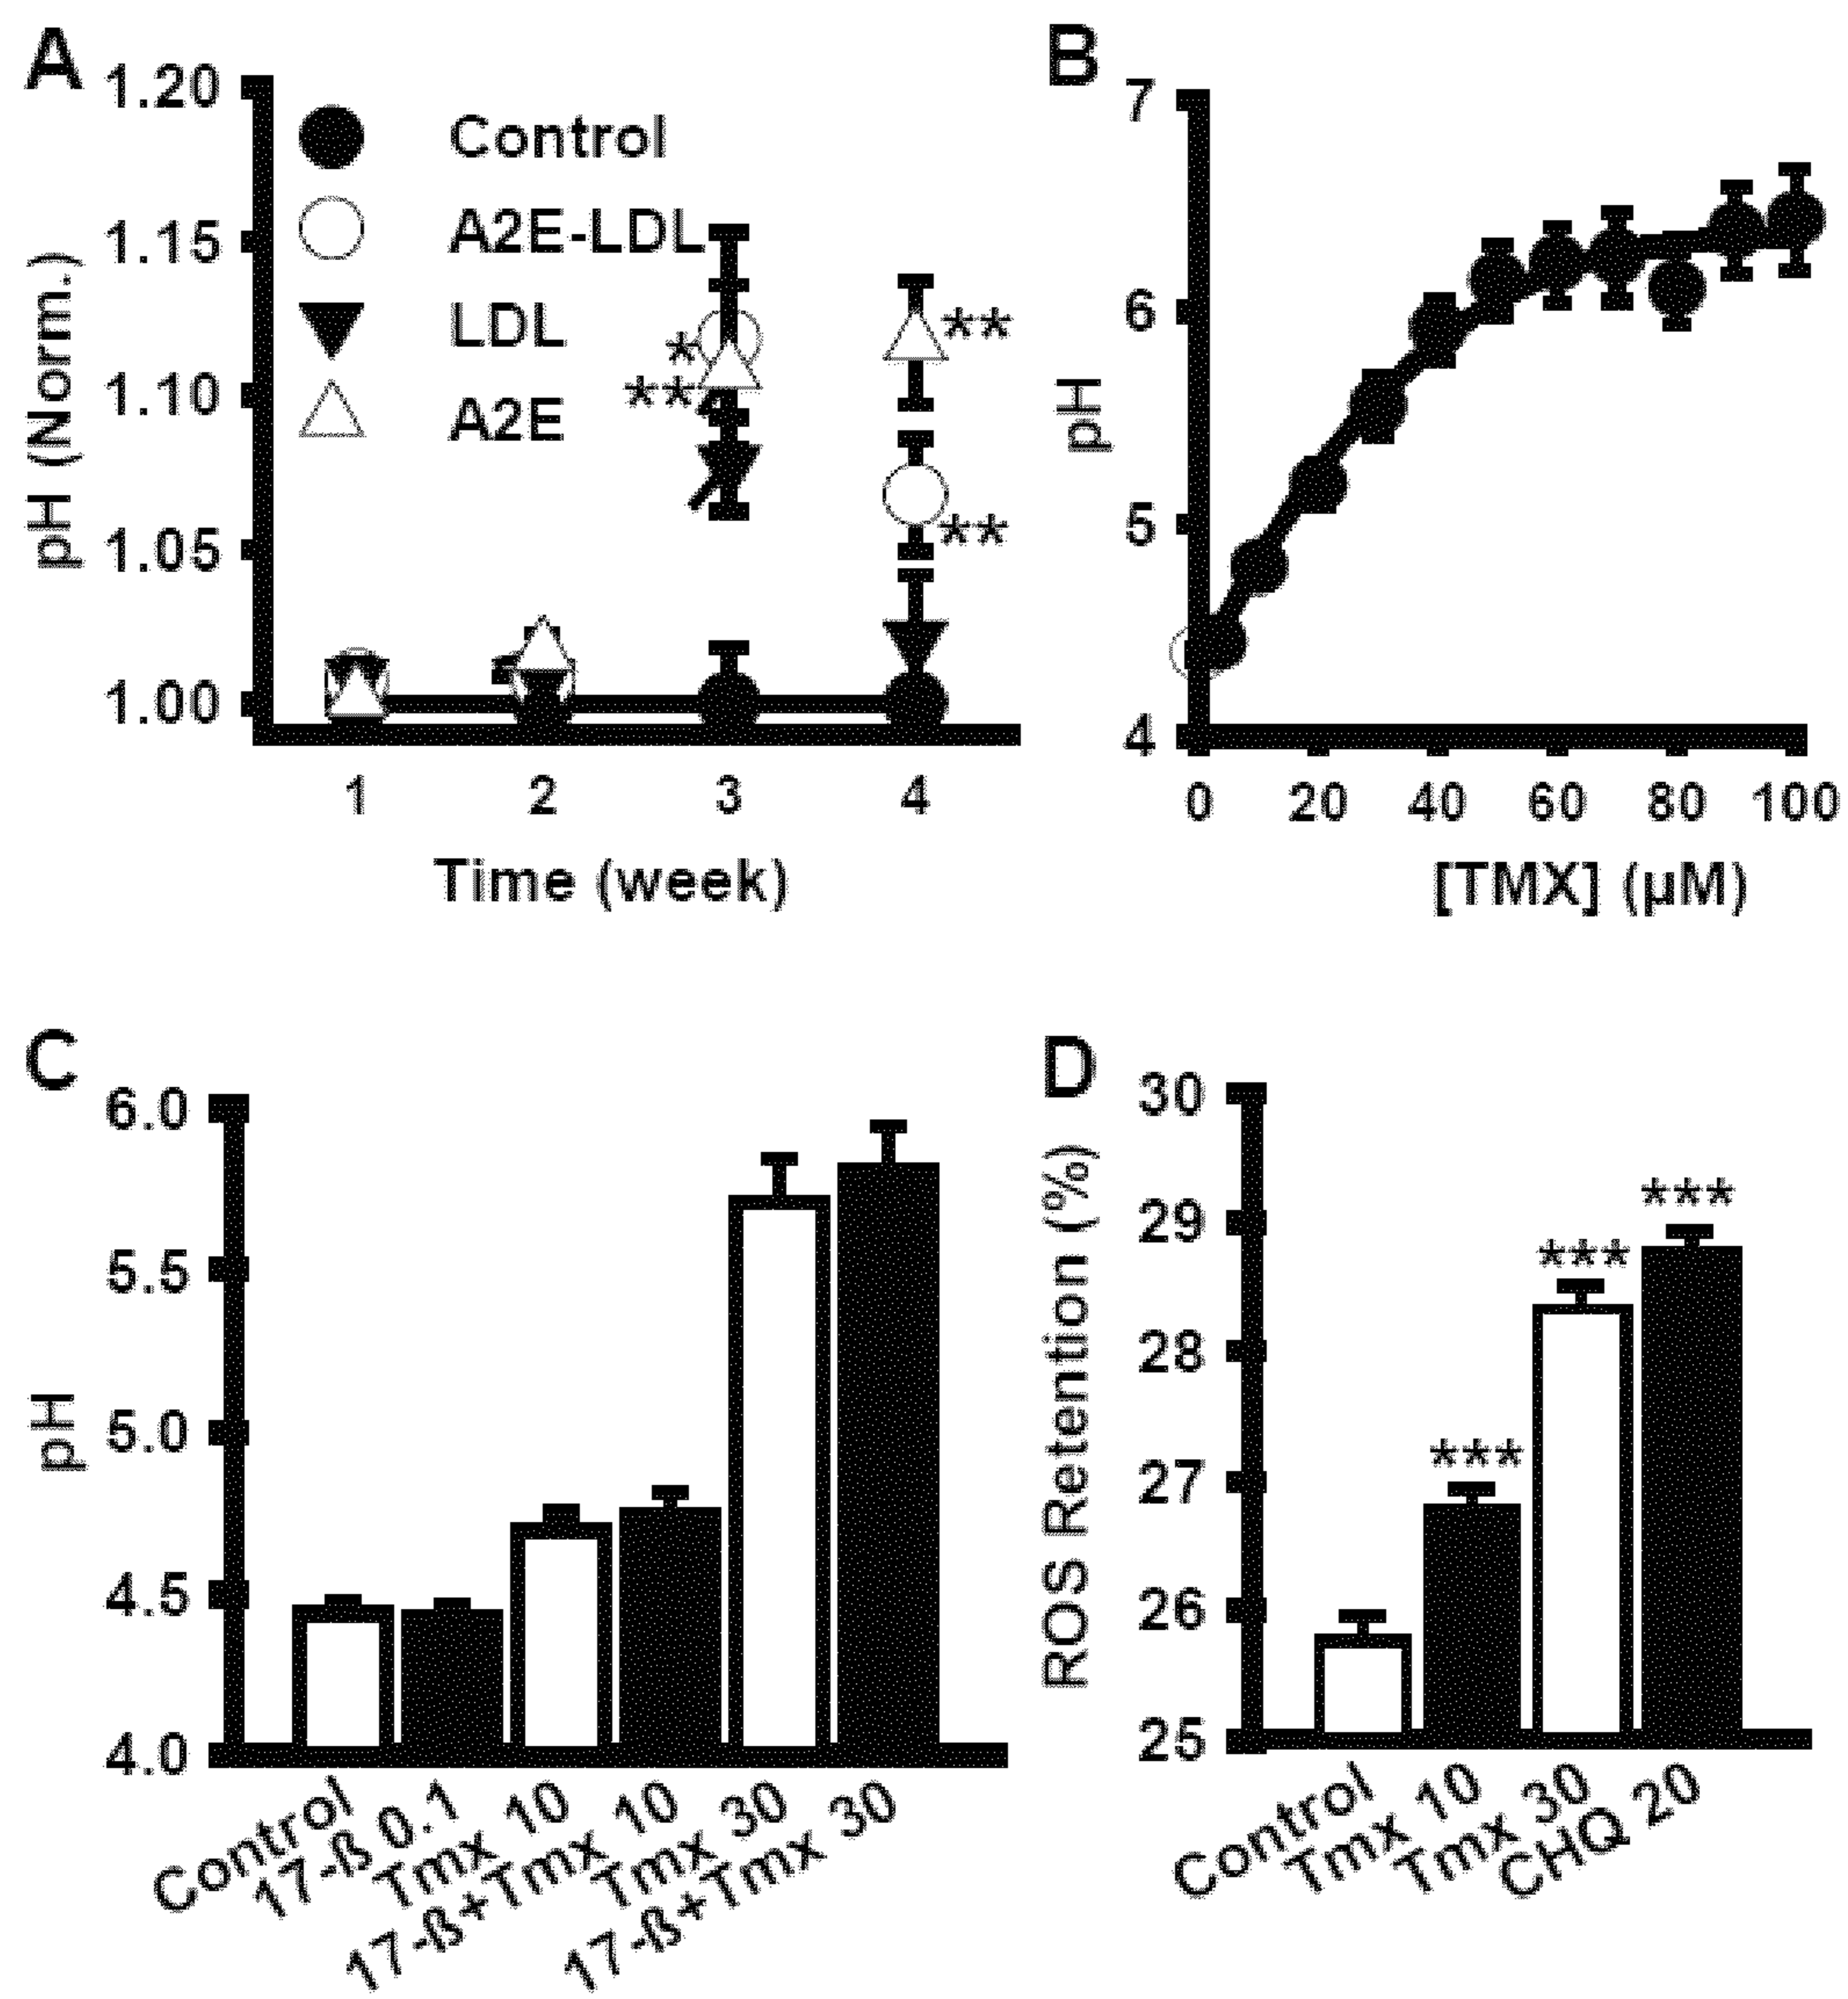 A
1.20
1.15
1.10
1.05
1.00
pH (Norm.)
Control
A2E-LDL
LDL
A2E
*
**
**
**
1
2
3
4
Time (week)
B
7
6
5
4
pH
0
20
40
60
80
100
[TMX] (µM)
C
6.0
5.5
5.0
4.5
4.0
pH
Control
17-ß 0.1
Tmx 10
17-ß+Tmx 10
Tmx 30
17-ß+Tmx 30
D
30
29
28
27
26
25
ROS Retention (%)
***
***
***
Control
Tmx 10
Tmx 30
CHQ 20